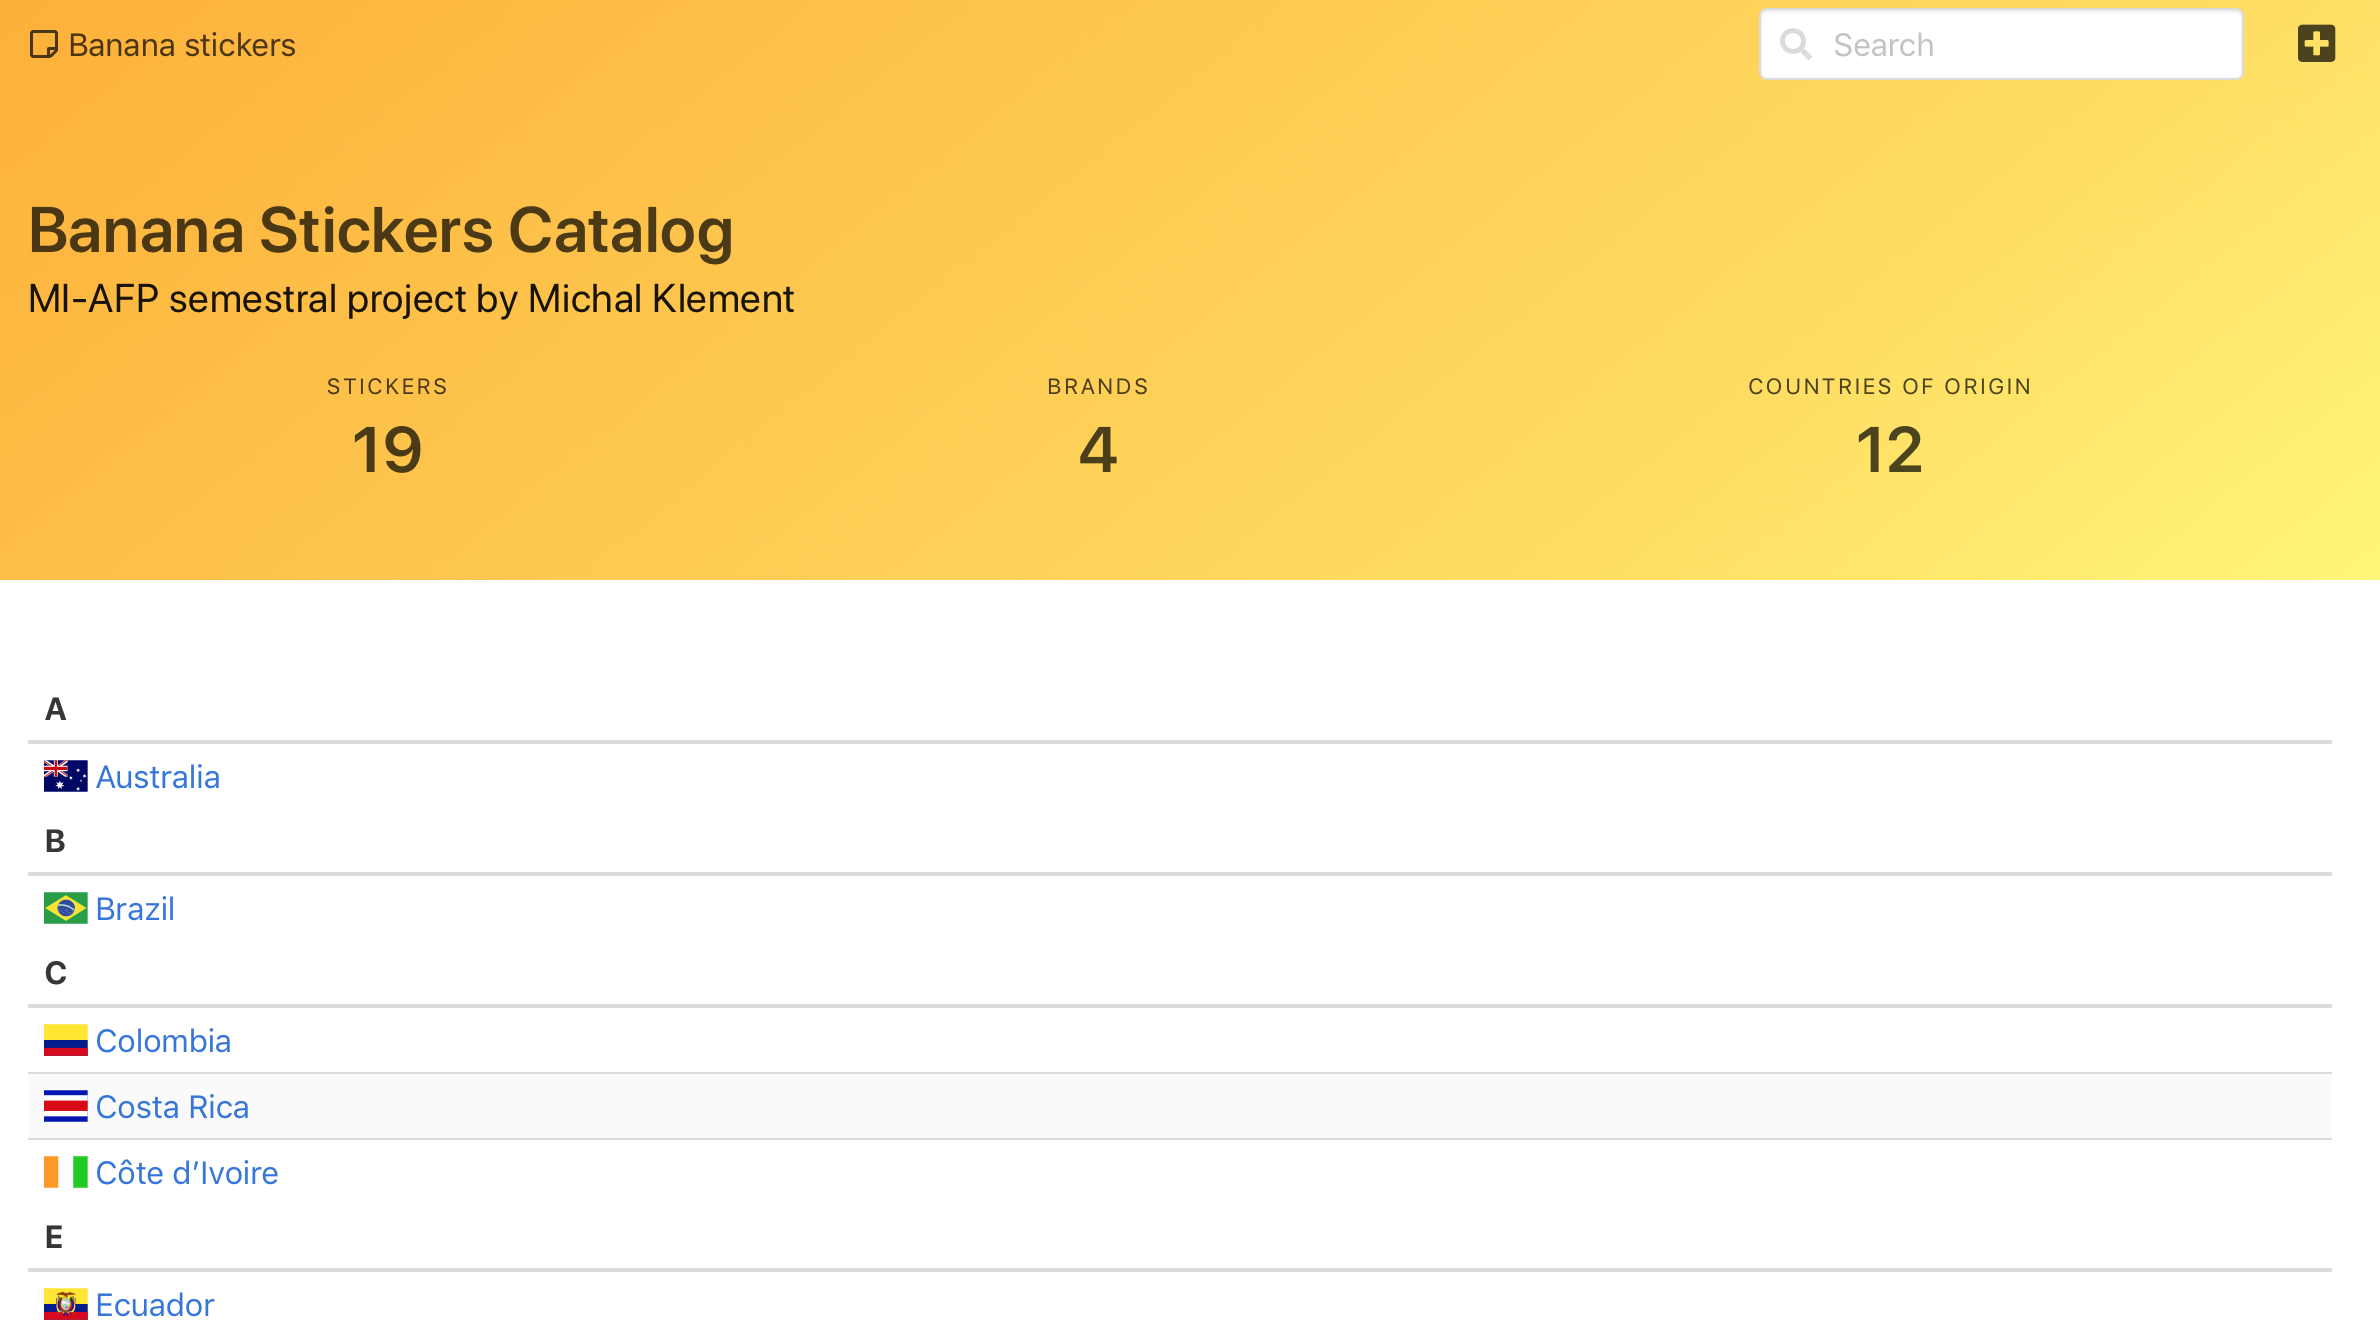 Banana stickers
Search
Banana Stickers Catalog
MI-AFP semestral project by Michal Klement
STICKERS
19
BRANDS
4
COUNTRIES OF ORIGIN
12
A
Australia
B
Brazil
C
Colombia
Costa Rica
Côte d’Ivoire
E
Ecuador